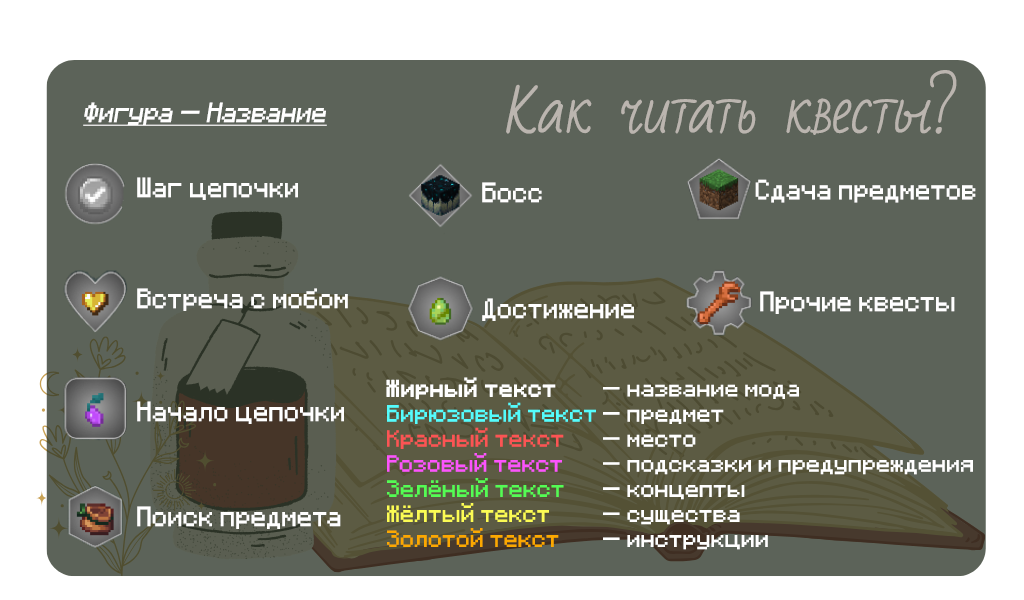 Фигура — Название
Как читать квесты?
Шаг цепочки
Босс
Сдача предметов
Встреча с мобом
Достижение
Прочие квесты
Начало цепочки
Поиск предмета
Жирный текст — название мода
Бирюзовый текст — предмет
Красный текст — место
Розовый текст — подсказки и предупреждения
Зелёный текст — концепты
Жёлтый текст — существа
Золотой текст — инструкции